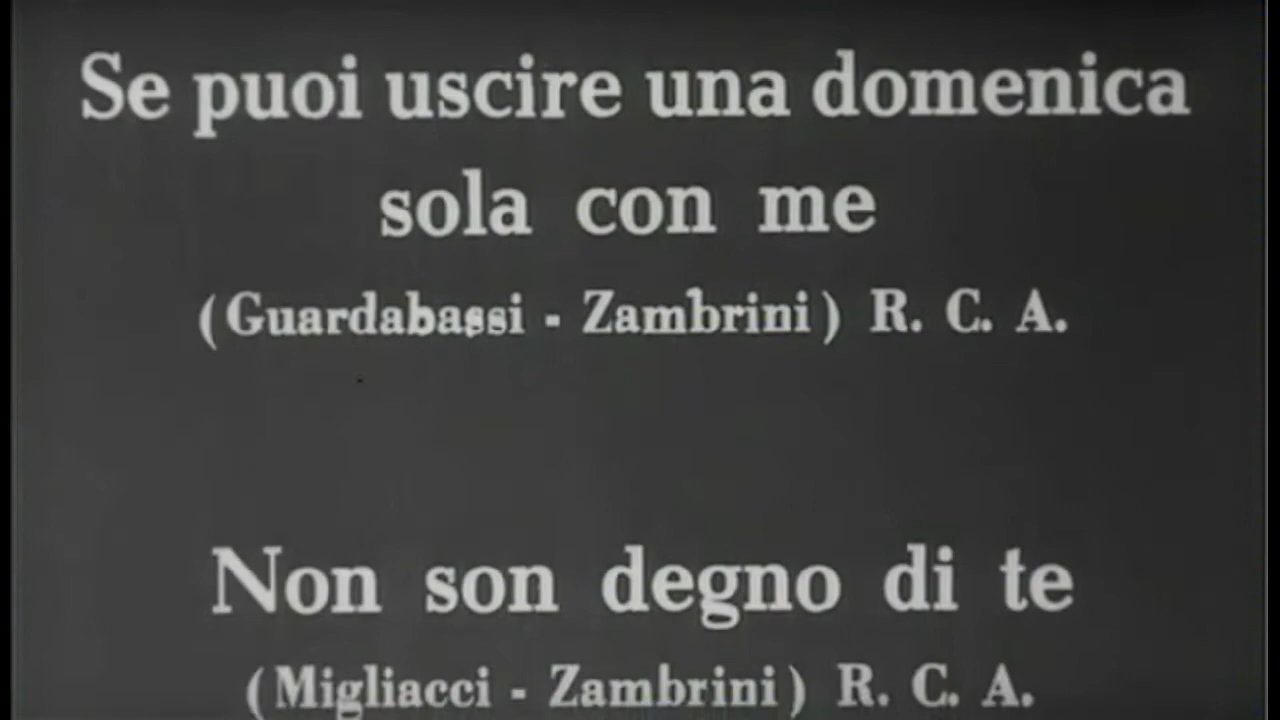 Se puoi uscire una domenica
sola con me
(Guardabassi - Zambrini) R. C. A.
Non son degno di te
(Migliacci - Zambrini) R. C. A.